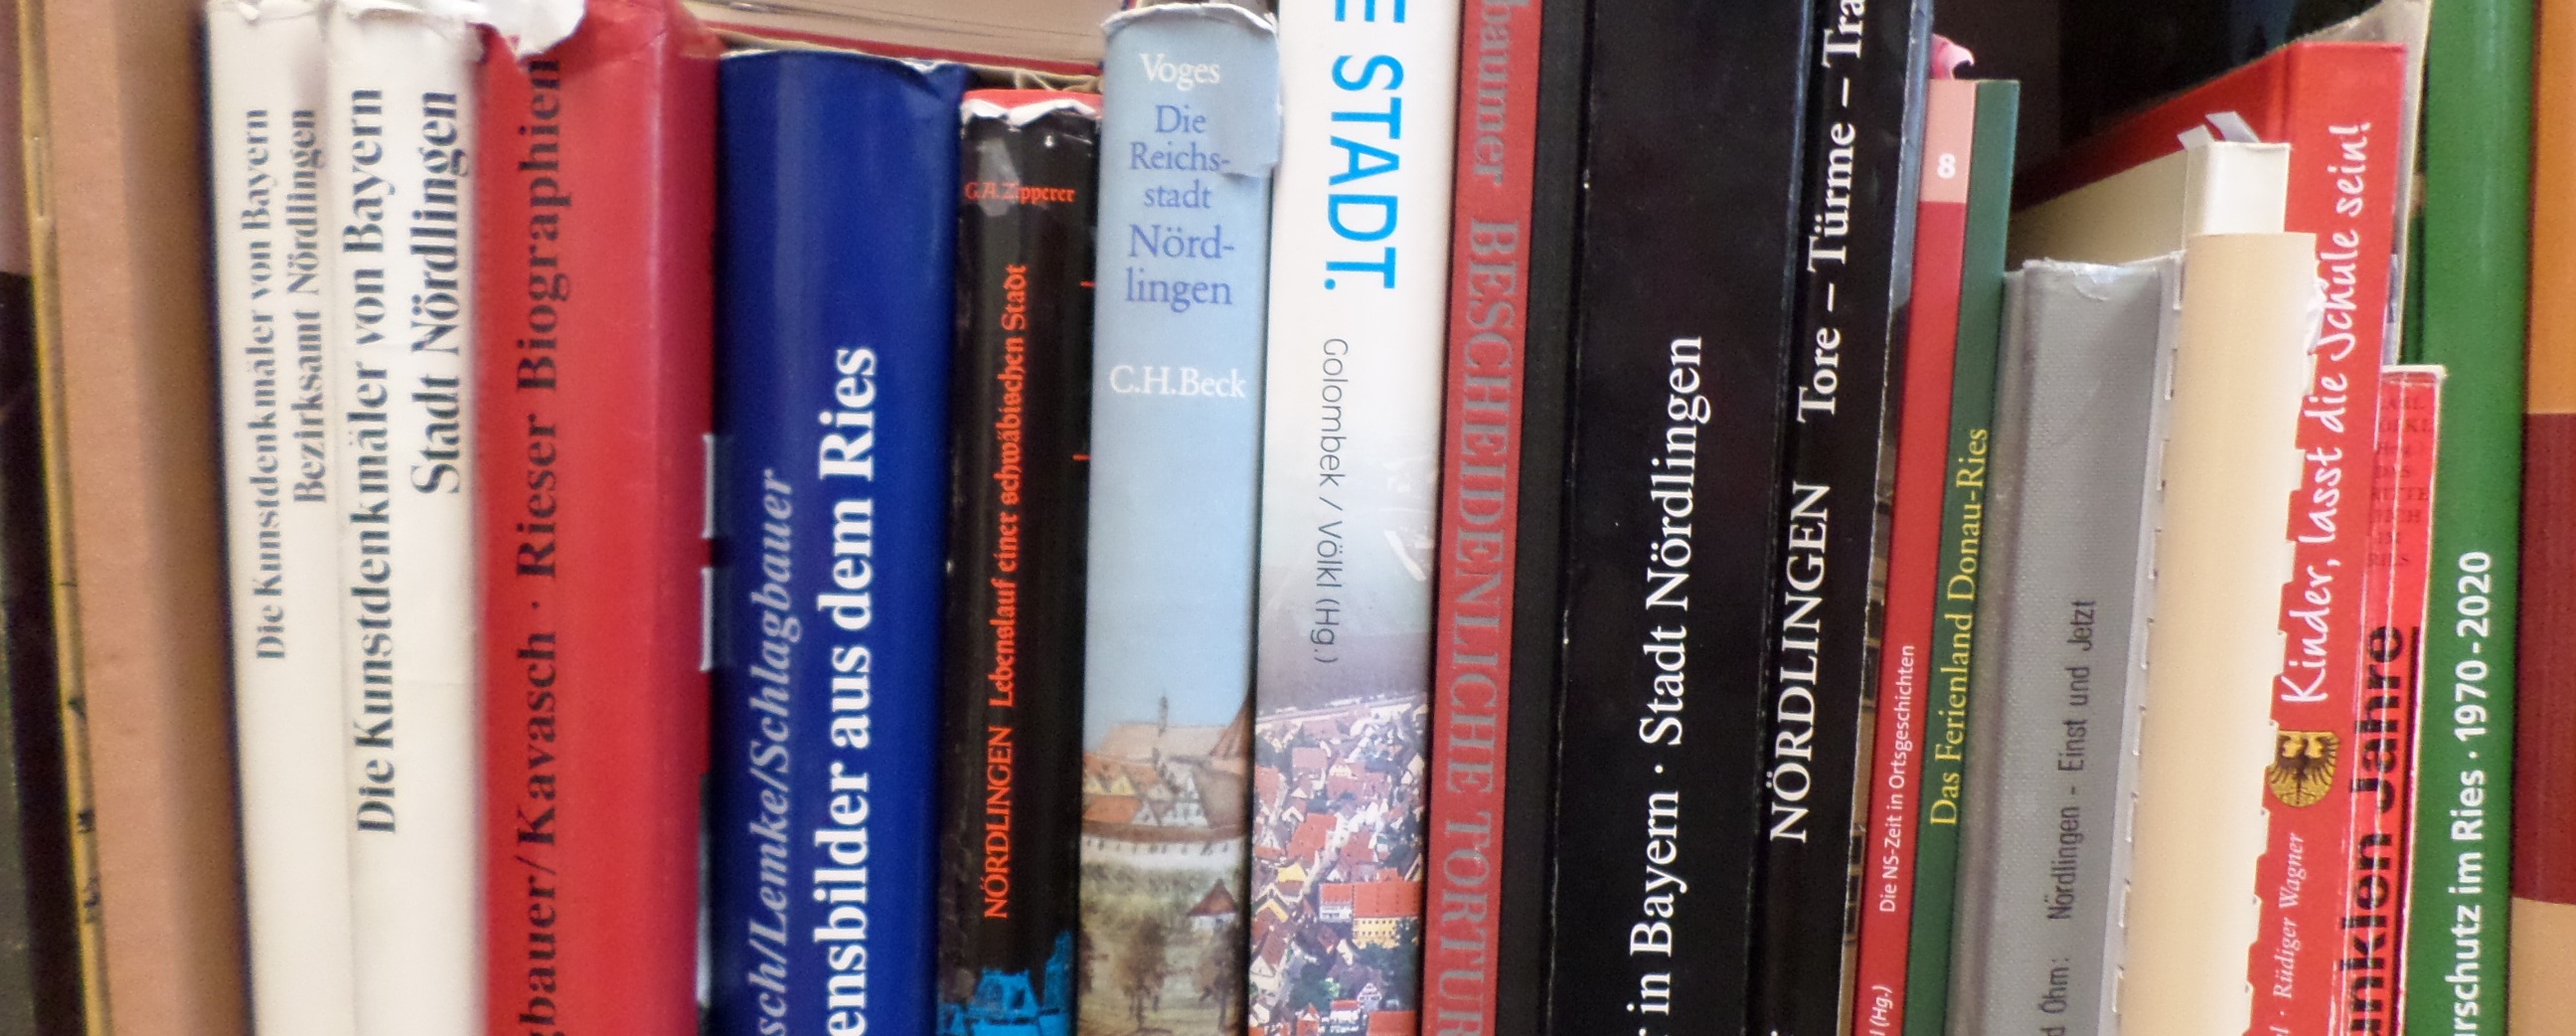 Die Kunstdenkmäler von Bayern
Bezirksamt Nördlingen
Die Kunstdenkmäler von Bayern
Stadt Nördlingen
gbauer/Kavasch · Rieser Biographien
sch/Lemke/Schlagbauer
ensbilder aus dem Ries
G.A. Zipperer
NÖRDLINGEN Lebenslauf einer schwäbischen Stadt
Voges
Die
Reichs-
stadt
Nörd-
lingen
C.H.Beck
E STADT.
Golombek / Völkl (Hg.)
baumer BESCHEIDENLICHE TORTUR
r in Bayern · Stadt Nördlingen
NÖRDLINGEN Tore – Türme – Tra
8
(Hg.) Die NS-Zeit in Ortsgeschichten
Das Ferienland Donau-Ries
d Ohm: Nördlingen - Einst und Jetzt
l · Rüdiger Wagner Kinder, lasst die Schule sein!
unklen Jahre
urschutz im Ries · 1970-2020